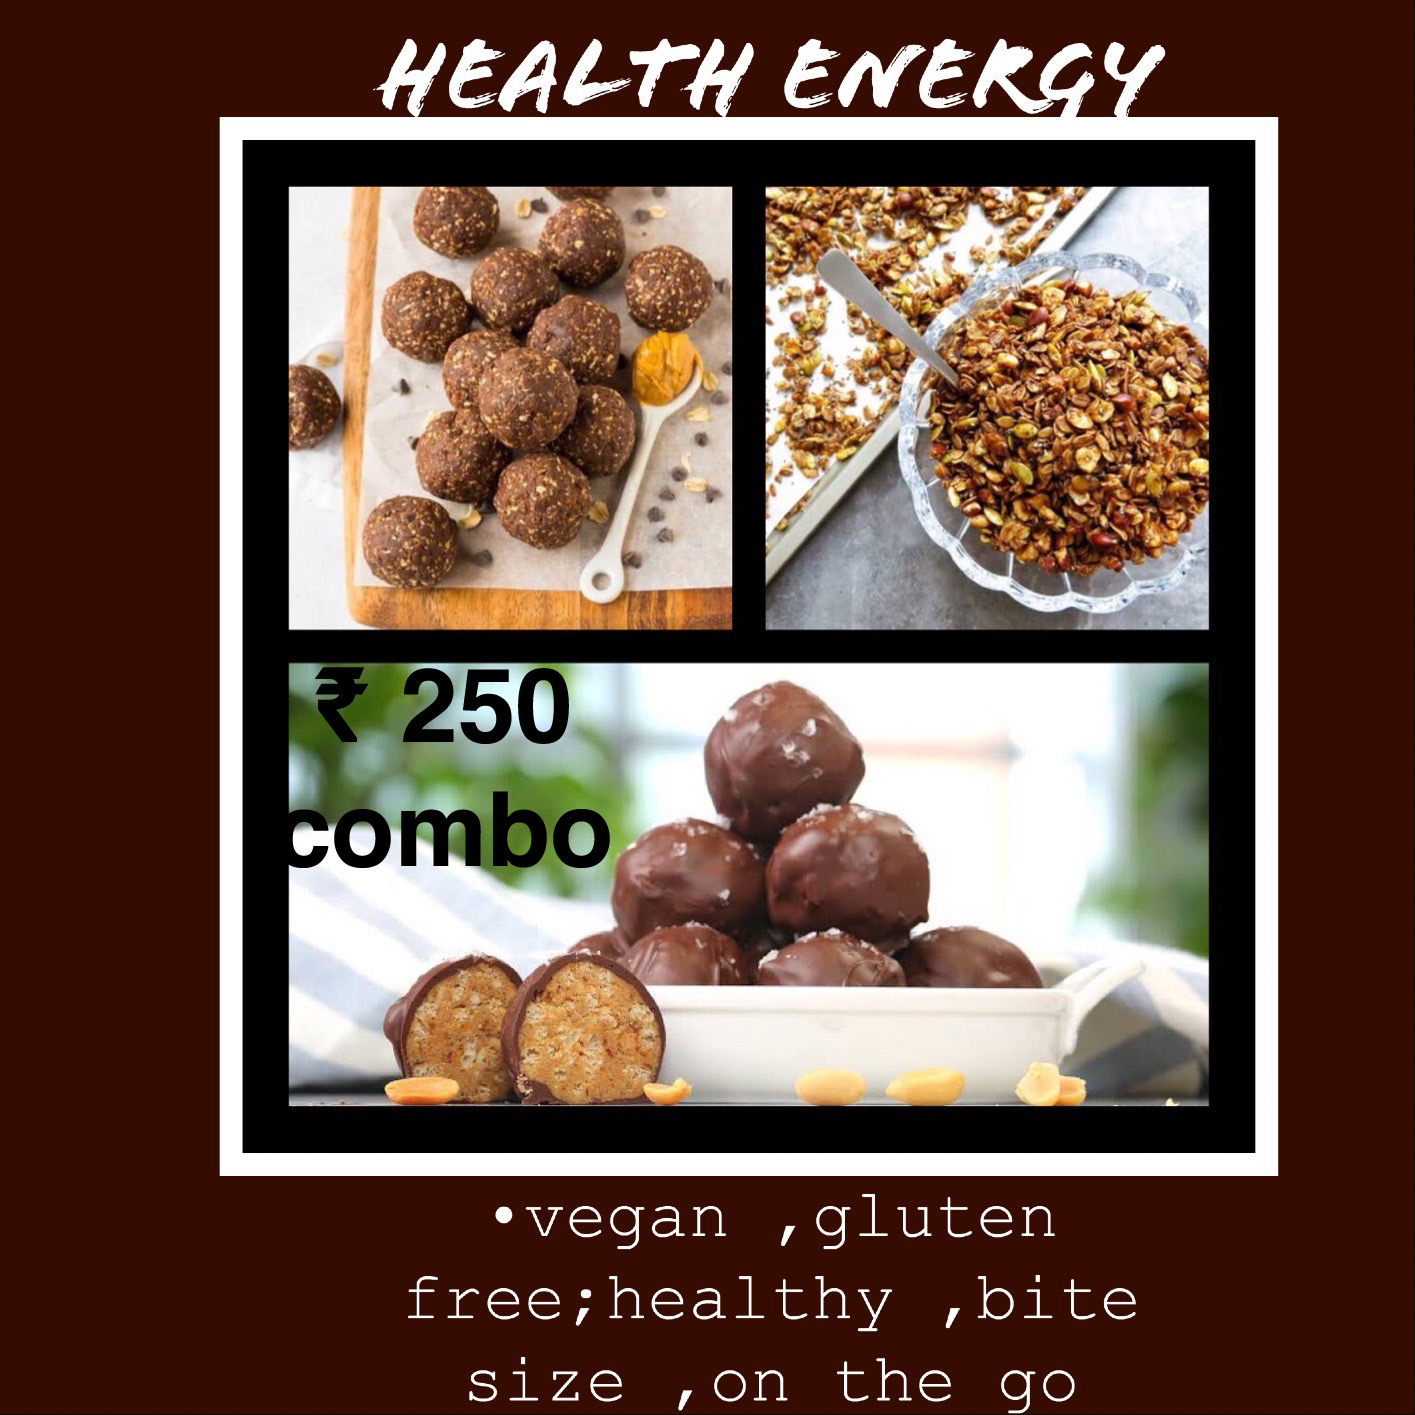 HEALTH ENERGY
₹ 250
combo
•vegan ,gluten
free;healthy ,bite
size ,on the go